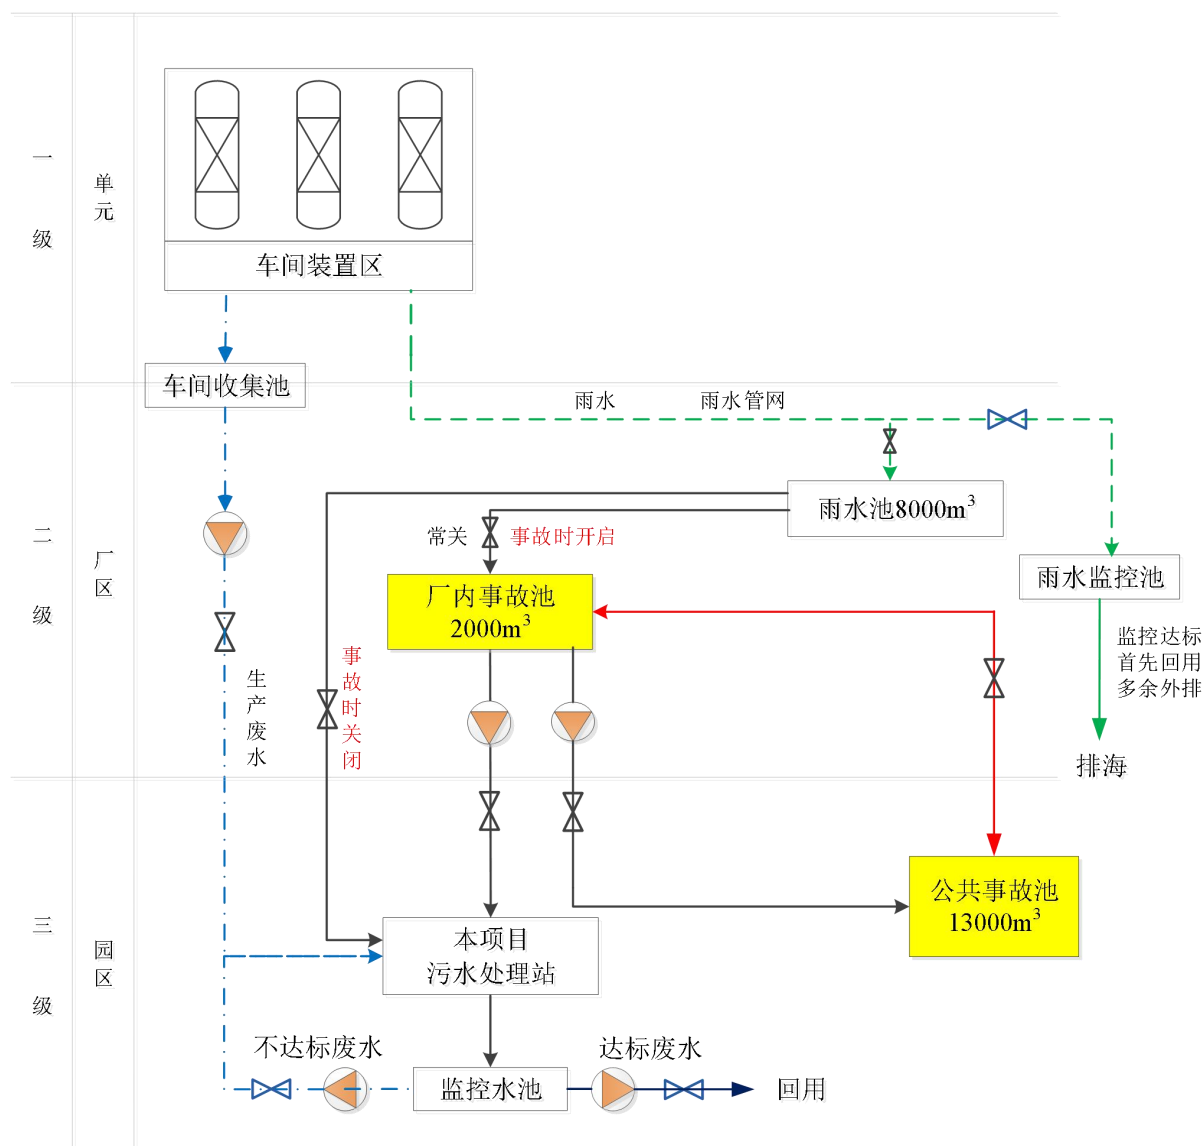 一
级
单
元
车间装置区
车间收集池
雨水
雨水管网
二
级
厂
区
雨水池8000m³
常关
事故时开启
厂内事故池
2000m³
雨水监控池
监控达标
首先回用
多余外排
排海
生
产
废
水
事
故
时
关
闭
三
级
园
区
公共事故池
13000m³
本项目
污水处理站
不达标废水
达标废水
监控水池
回用